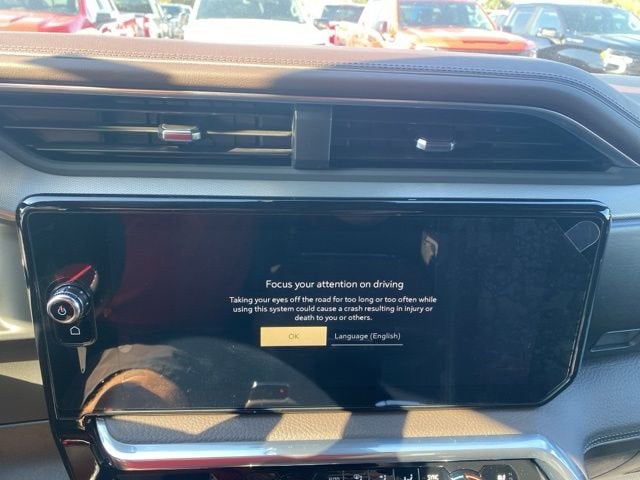 Focus your attention on driving
Taking your eyes off the road for too long or too often while
using this system could cause a crash resulting in injury or
death to you or others.
OK Language (English)
SYNC